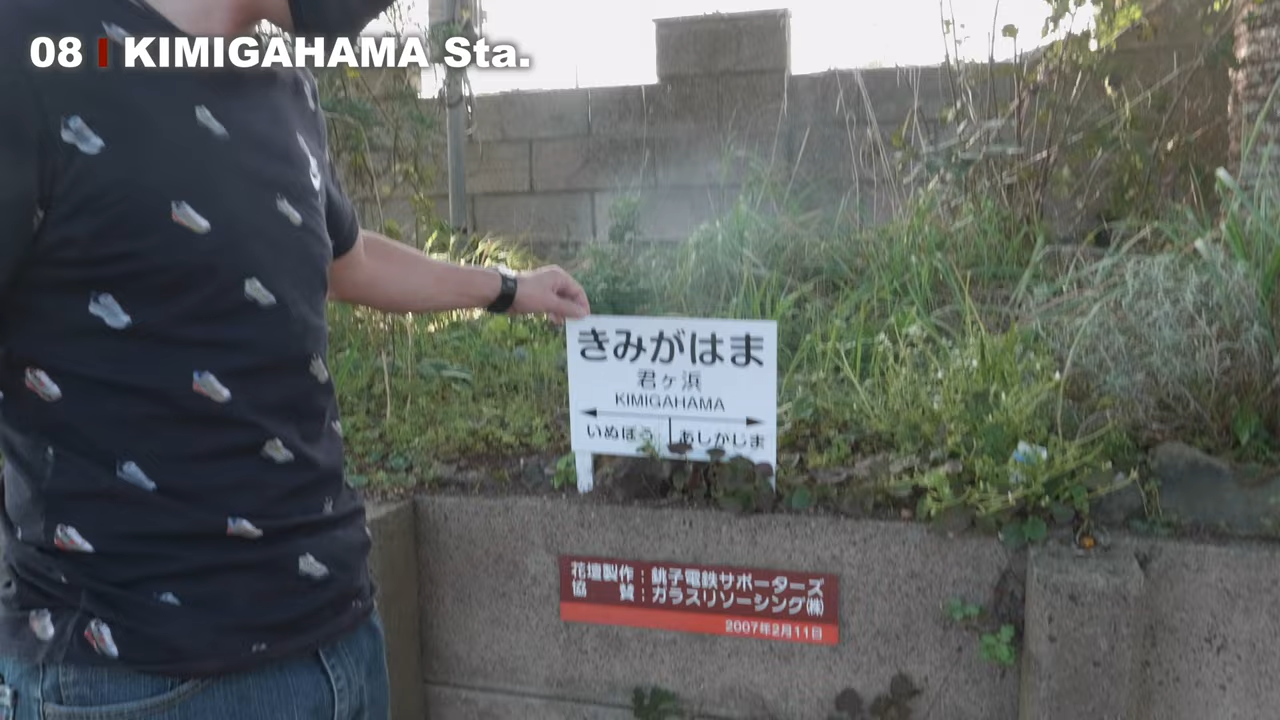 08 | KIMIGAHAMA Sta.
きみがはま
君ヶ浜
KIMIGAHAMA
いぬぼう あしかじま
花壇製作：銚子電鉄サポーターズ
協　　賛：ガラスリソーシング㈱
2007年2月11日